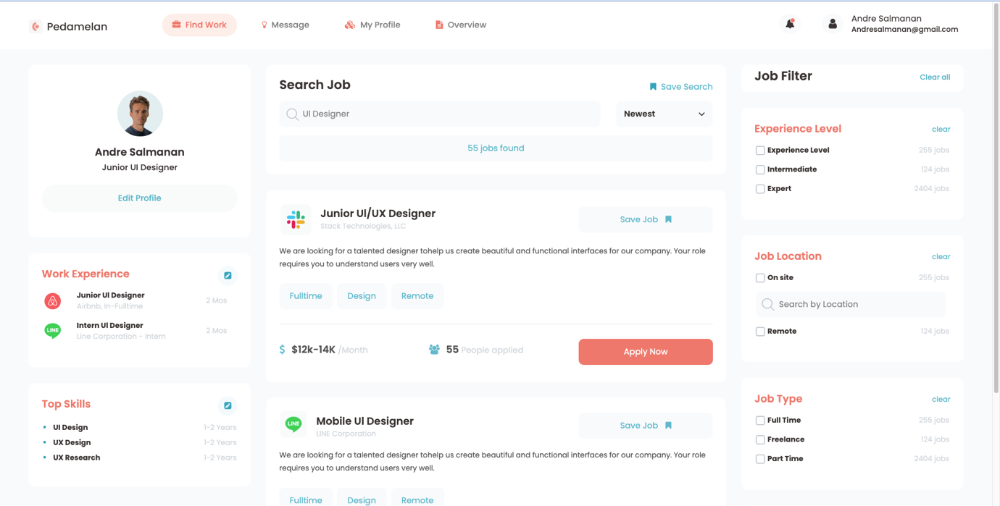 Pedamelan
Find Work
Message
My Profile
Overview
Andre Salmanan
Andresalmanan@gmail.com
Andre Salmanan
Junior UI Designer
Edit Profile
Work Experience
Junior UI Designer
Airbnb, In-Fulltime
2 Mos
LINE
Intern UI Designer
Line Corporation - Intern
2 Mos
Top Skills
UI Design
1-2 Years
UX Design
1-2 Years
UX Research
1-2 Years
Search Job
Save Search
UI Designer
Newest
55 jobs found
Junior UI/UX Designer
Stack Technologies, LLC
Save Job
We are looking for a talented designer tohelp us create beautiful and functional interfaces for our company. Your role
requires you to understand users very well.
Fulltime
Design
Remote
$ $12k-14K /Month
55 People applied
Apply Now
LINE
Mobile UI Designer
LINE Corporation
Save Job
We are looking for a talented designer tohelp us create beautiful and functional interfaces for our company. Your role
requires you to understand users very well.
Fulltime
Design
Remote
Job Filter
Clear all
Experience Level
clear
Experience Level
255 jobs
Intermediate
124 jobs
Expert
2404 jobs
Job Location
clear
On site
255 jobs
Search by Location
Remote
124 jobs
Job Type
clear
Full Time
255 jobs
Freelance
124 jobs
Part Time
2404 jobs